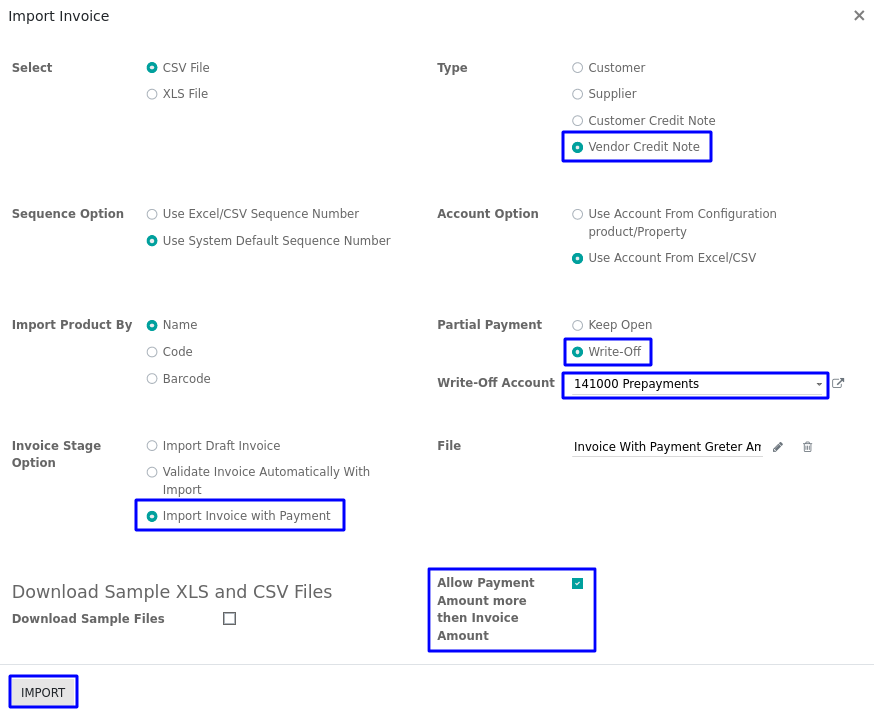 Import Invoice
Select
CSV File
XLS File
Type
Customer
Supplier
Customer Credit Note
Vendor Credit Note
Sequence Option
Use Excel/CSV Sequence Number
Use System Default Sequence Number
Account Option
Use Account From Configuration
product/Property
Use Account From Excel/CSV
Import Product By
Name
Code
Barcode
Partial Payment
Keep Open
Write-Off
Write-Off Account
141000 Prepayments
Invoice Stage
Option
Import Draft Invoice
Validate Invoice Automatically With
Import
Import Invoice with Payment
File
Invoice With Payment Greter Am
Download Sample XLS and CSV Files
Download Sample Files
Allow Payment
Amount more
then Invoice
Amount
IMPORT